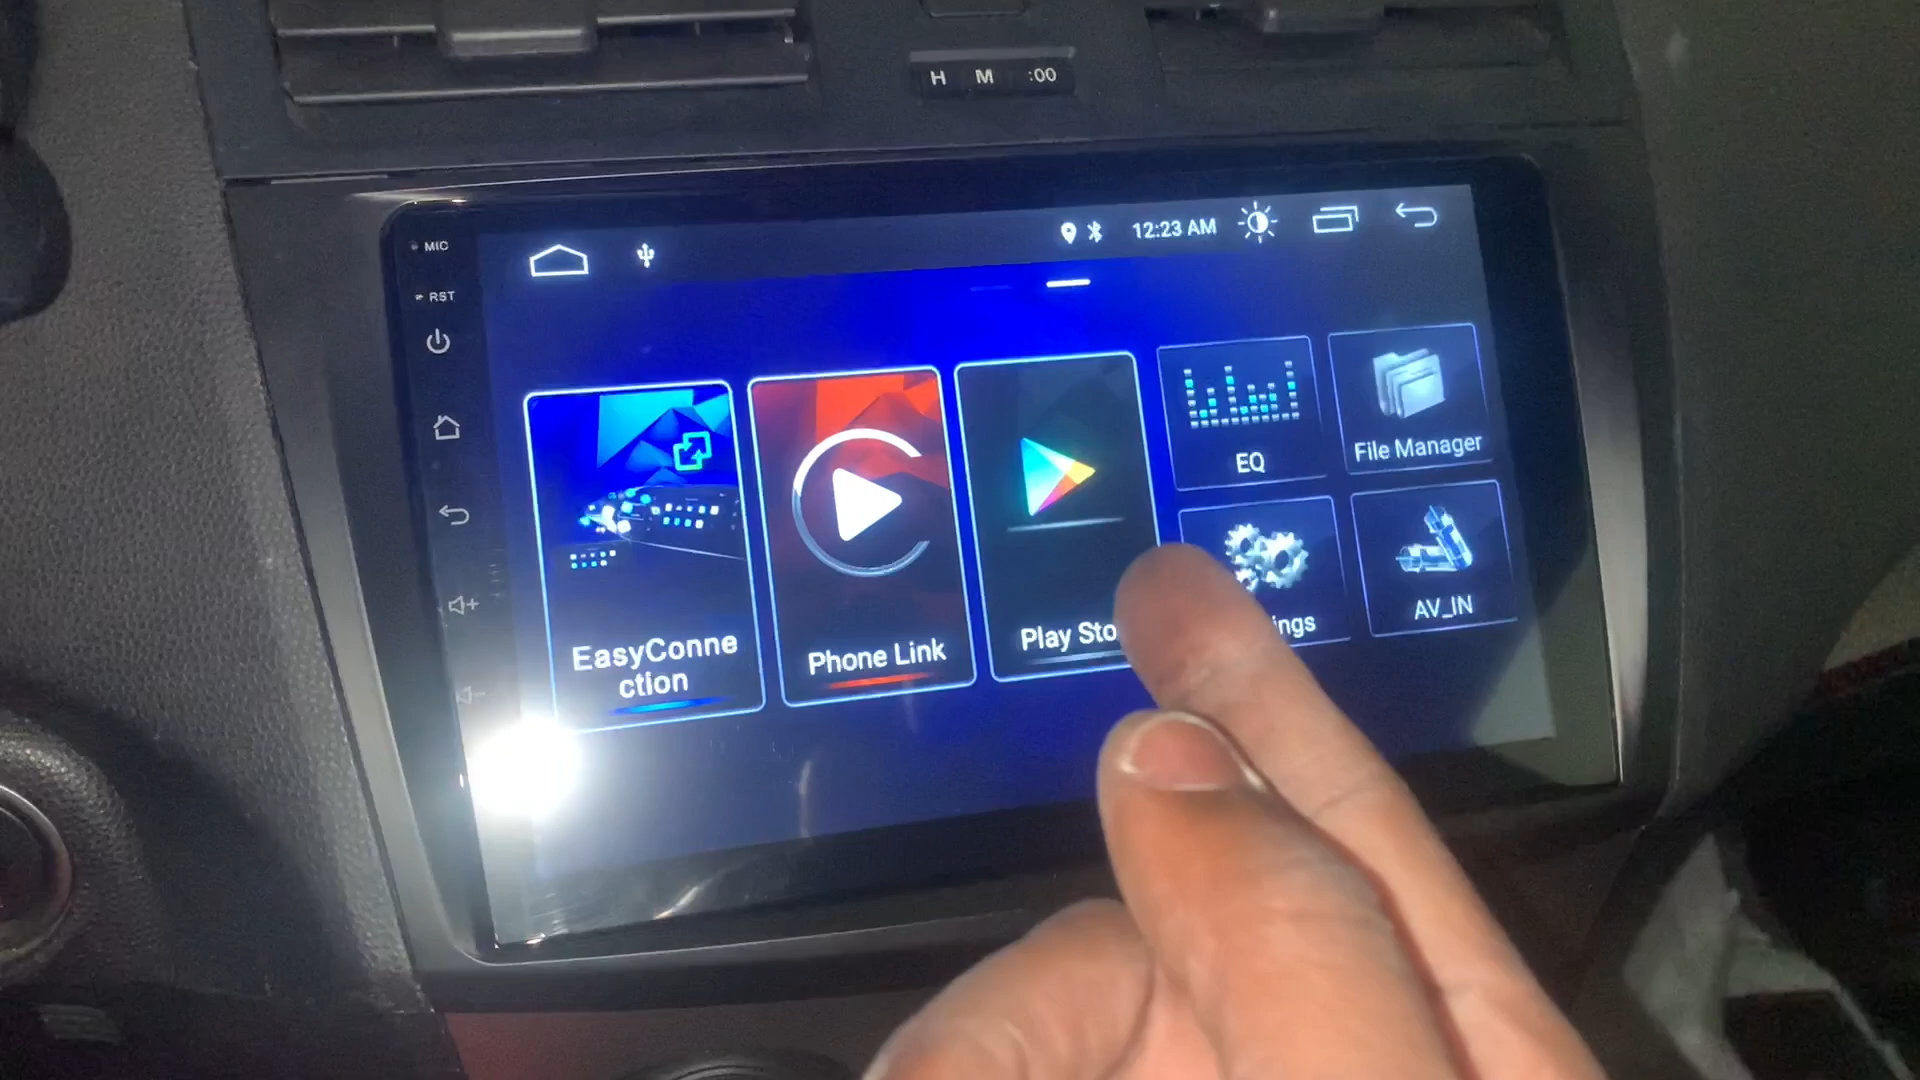 H M :00
MIC
RST
12:23 AM
EasyConne
ction
Phone Link
Play Sto
EQ
File Manager
ings
AV_IN